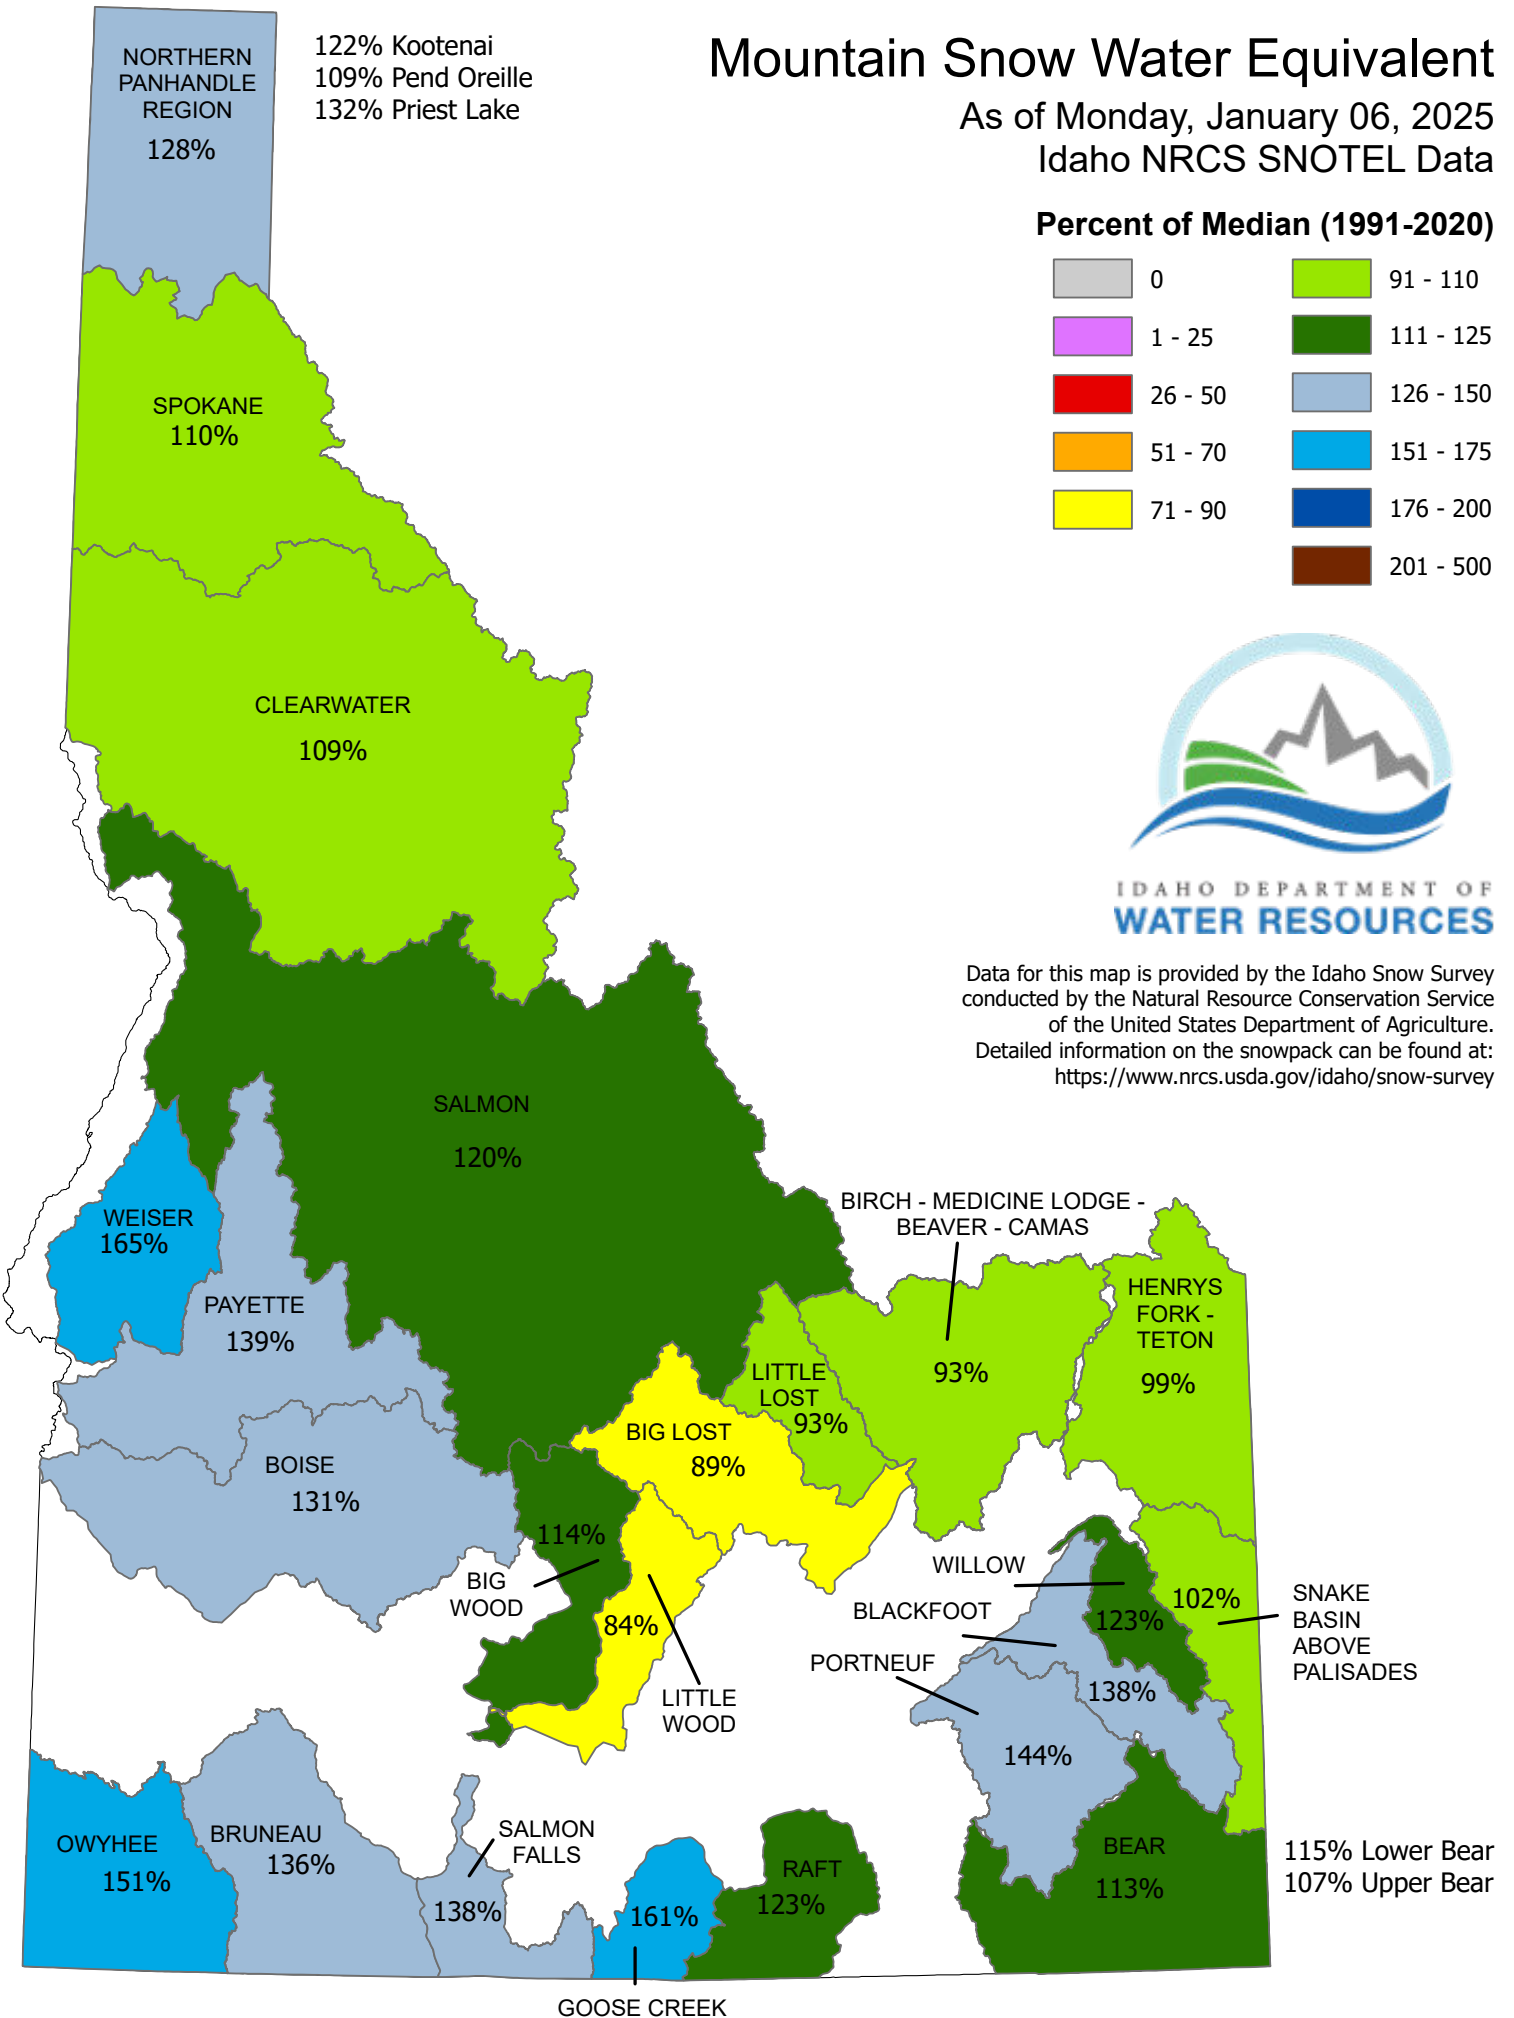 Mountain Snow Water Equivalent
As of Monday, January 06, 2025
Idaho NRCS SNOTEL Data
Percent of Median (1991-2020)
0
1 - 25
26 - 50
51 - 70
71 - 90
91 - 110
111 - 125
126 - 150
151 - 175
176 - 200
201 - 500
IDAHO DEPARTMENT OF
WATER RESOURCES
Data for this map is provided by the Idaho Snow Survey
conducted by the Natural Resource Conservation Service
of the United States Department of Agriculture.
Detailed information on the snowpack can be found at:
https://www.nrcs.usda.gov/idaho/snow-survey
NORTHERN
PANHANDLE
REGION
128%
122% Kootenai
109% Pend Oreille
132% Priest Lake
SPOKANE
110%
CLEARWATER
109%
SALMON
120%
WEISER
165%
PAYETTE
139%
BOISE
131%
BIRCH - MEDICINE LODGE -
BEAVER - CAMAS
93%
HENRYS
FORK -
TETON
99%
LITTLE
LOST
93%
BIG LOST
89%
114%
BIG
WOOD
84%
LITTLE
WOOD
WILLOW
123%
BLACKFOOT
138%
PORTNEUF
144%
102%
SNAKE
BASIN
ABOVE
PALISADES
OWYHEE
151%
BRUNEAU
136%
SALMON
FALLS
138%
161%
GOOSE CREEK
RAFT
123%
BEAR
113%
115% Lower Bear
107% Upper Bear